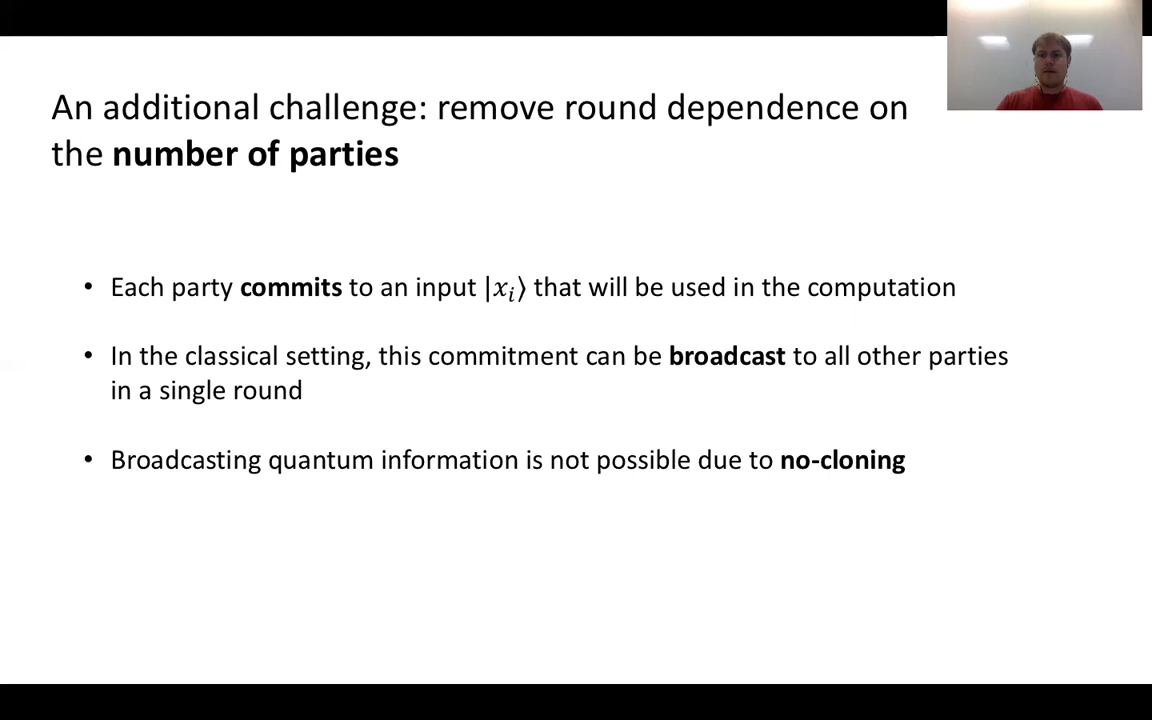 An additional challenge: remove round dependence on
the number of parties
• Each party commits to an input |𝑥ᵢ⟩ that will be used in the computation
• In the classical setting, this commitment can be broadcast to all other parties
in a single round
• Broadcasting quantum information is not possible due to no-cloning